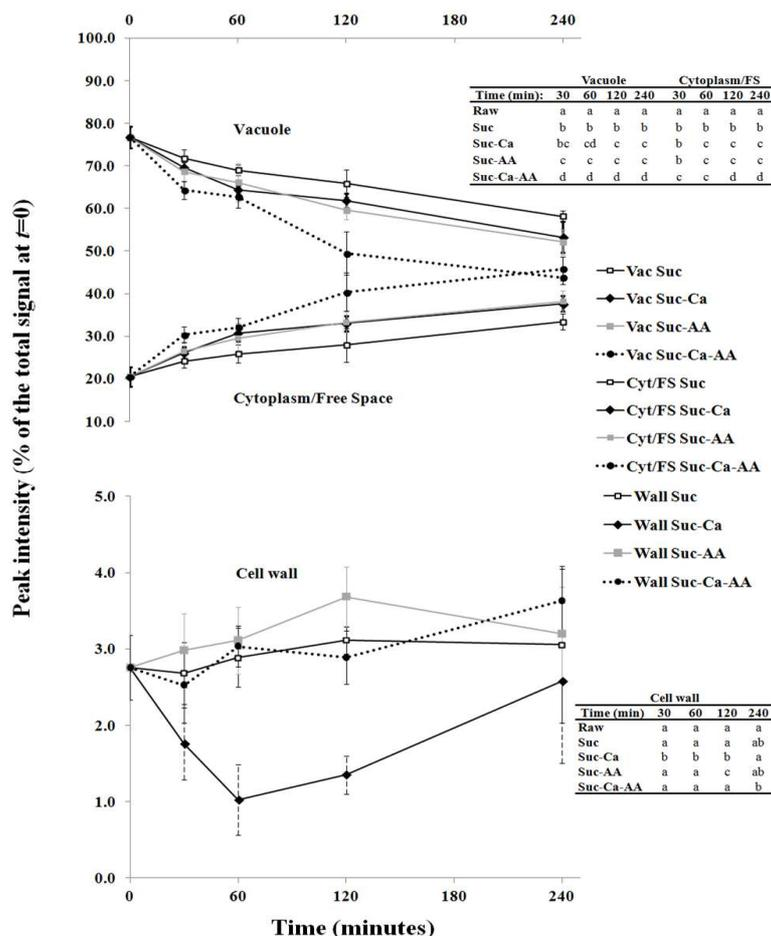 0 60 120 180 240
100.0
90.0
80.0
70.0
60.0
50.0
40.0
30.0
20.0
10.0
Vacuole
Cytoplasm/Free Space
Vacuole Cytoplasm/FS
Time (min): 30 60 120 240 30 60 120 240
Raw a a a a a a a a
Suc b b b b b b b b
Suc-Ca bc cd c c b c c c
Suc-AA c c c c b c c c
Suc-Ca-AA d d d d c c d d
Vac Suc
Vac Suc-Ca
Vac Suc-AA
Vac Suc-Ca-AA
Cyt/FS Suc
Cyt/FS Suc-Ca
Cyt/FS Suc-AA
Cyt/FS Suc-Ca-AA
Wall Suc
Wall Suc-Ca
Wall Suc-AA
Wall Suc-Ca-AA
Peak intensity (% of the total signal at t=0)
5.0
4.0
3.0
2.0
1.0
0.0
Cell wall
Cell wall
Time (min) 30 60 120 240
Raw a a a a
Suc a a a ab
Suc-Ca b b b a
Suc-AA a a c ab
Suc-Ca-AA a a a b
0 60 120 180 240
Time (minutes)